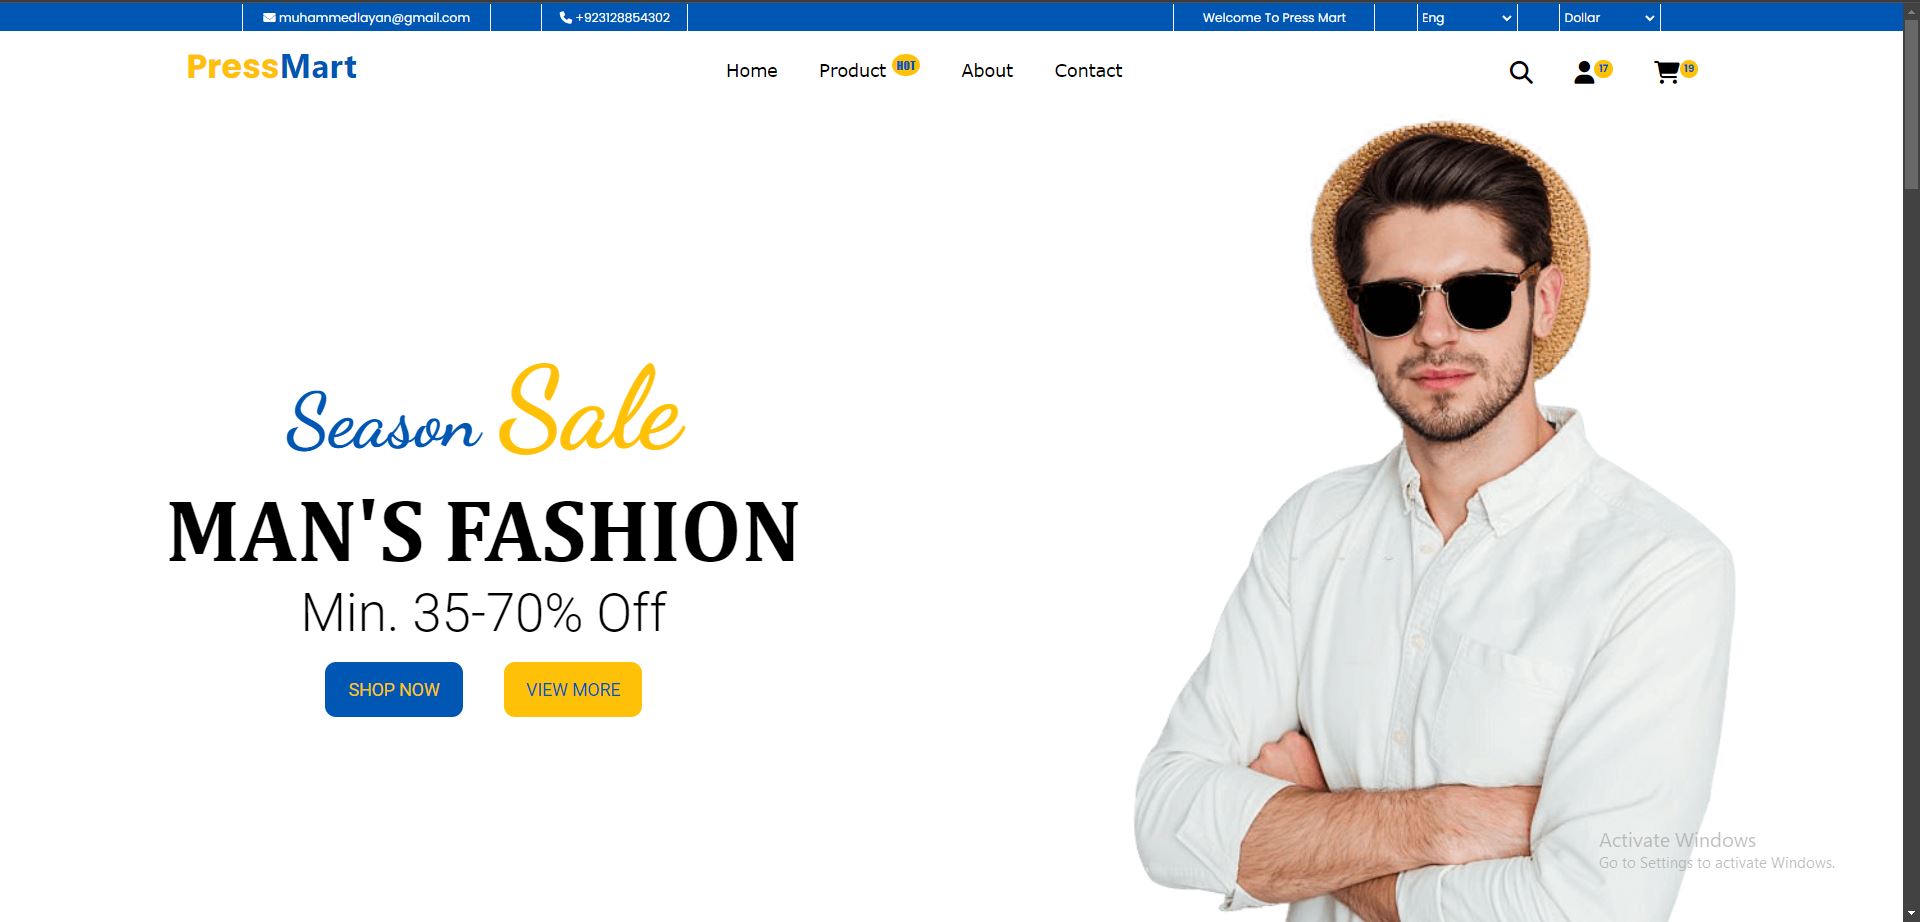 muhammedlayan@gmail.com +923128854302 Welcome To Press Mart Eng Dollar
PressMart Home Product HOT About Contact 17 19
Season Sale
MAN'S FASHION
Min. 35-70% Off
SHOP NOW VIEW MORE
Activate Windows
Go to Settings to activate Windows.